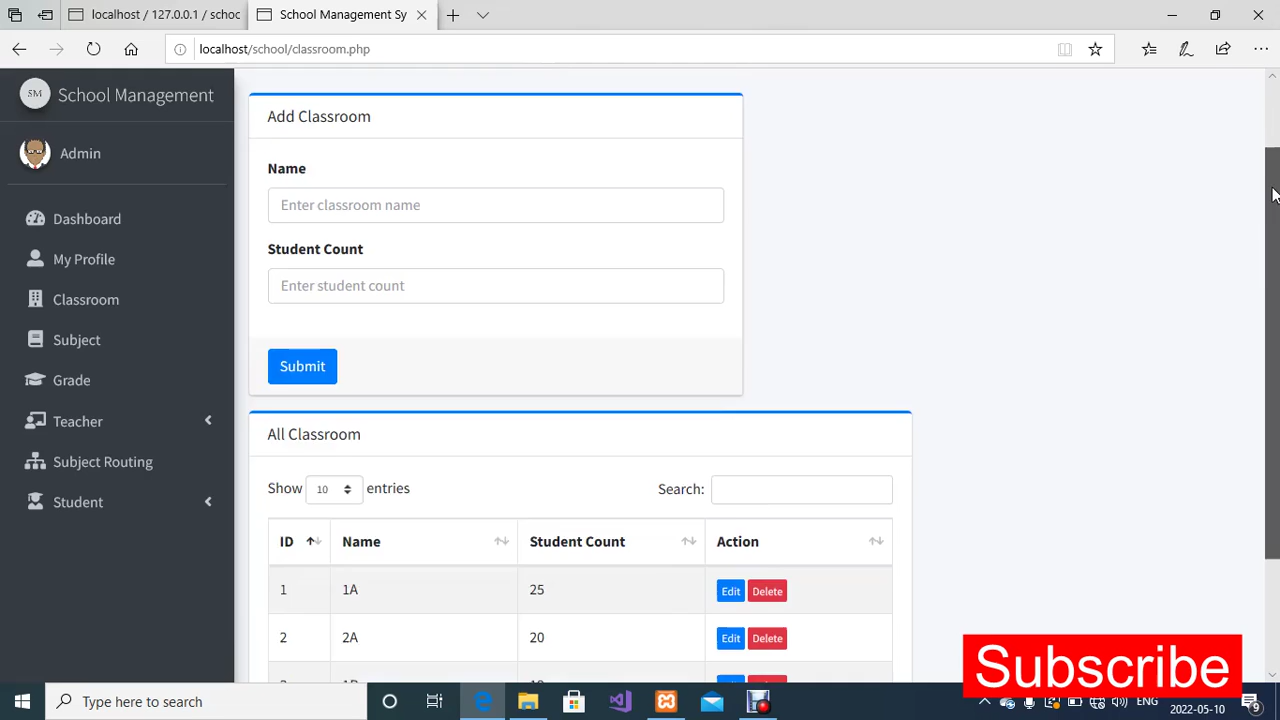 localhost / 127.0.0.1 / schoc
School Management Sy
localhost/school/classroom.php
SM School Management
Admin
Dashboard
My Profile
Classroom
Subject
Grade
Teacher
Subject Routing
Student
Add Classroom
Name
Enter classroom name
Student Count
Enter student count
Submit
All Classroom
Show 10 entries
Search:
ID Name Student Count Action
1 1A 25 Edit Delete
2 2A 20 Edit Delete
Subscribe
Type here to search
ENG
2022-05-10
9